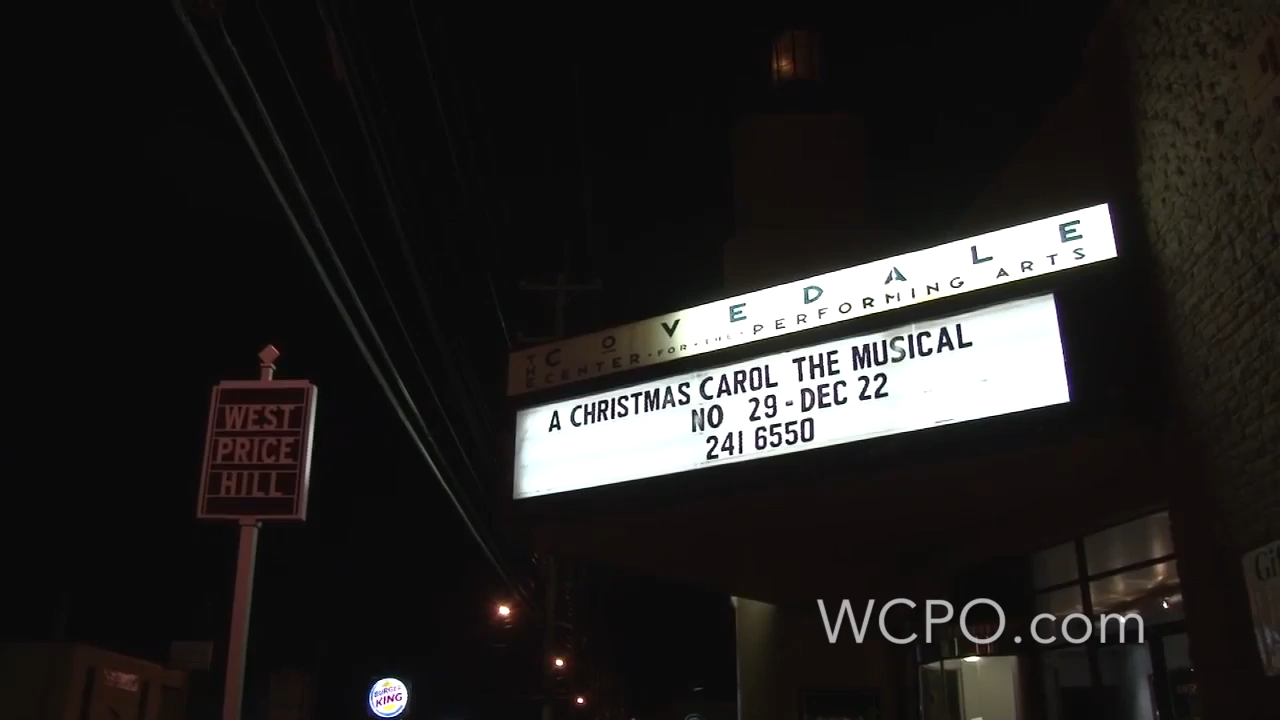 COVEDALE
THE CENTER·FOR·THE·PERFORMING ARTS
A CHRISTMAS CAROL THE MUSICAL
NO 29-DEC 22
241 6550
WEST
PRICE
HILL
BURGER
KING
WCPO.com